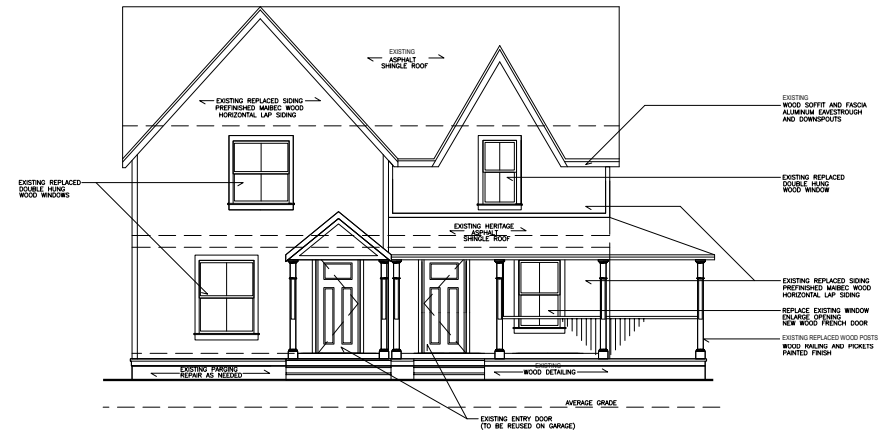 EXISTING
ASPHALT
SHINGLE ROOF
EXISTING REPLACED SIDING
PREFINISHED MAIBEC WOOD
HORIZONTAL LAP SIDING
EXISTING
WOOD SOFFIT AND FASCIA
ALUMINUM EAVESTROUGH
AND DOWNSPOUTS
EXISTING REPLACED
DOUBLE HUNG
WOOD WINDOWS
EXISTING REPLACED
DOUBLE HUNG
WOOD WINDOW
EXISTING HERITAGE
ASPHALT
SHINGLE ROOF
EXISTING REPLACED SIDING
PREFINISHED MAIBEC WOOD
HORIZONTAL LAP SIDING
REPLACE EXISTING WINDOW
ENLARGE OPENING
NEW WOOD FRENCH DOOR
EXISTING REPLACED WOOD POSTS
WOOD RAILING AND PICKETS
PAINTED FINISH
EXISTING PARGING
REPAIR AS NEEDED
EXISTING
WOOD DETAILING
AVERAGE GRADE
EXISTING ENTRY DOOR
(TO BE REUSED ON GARAGE)